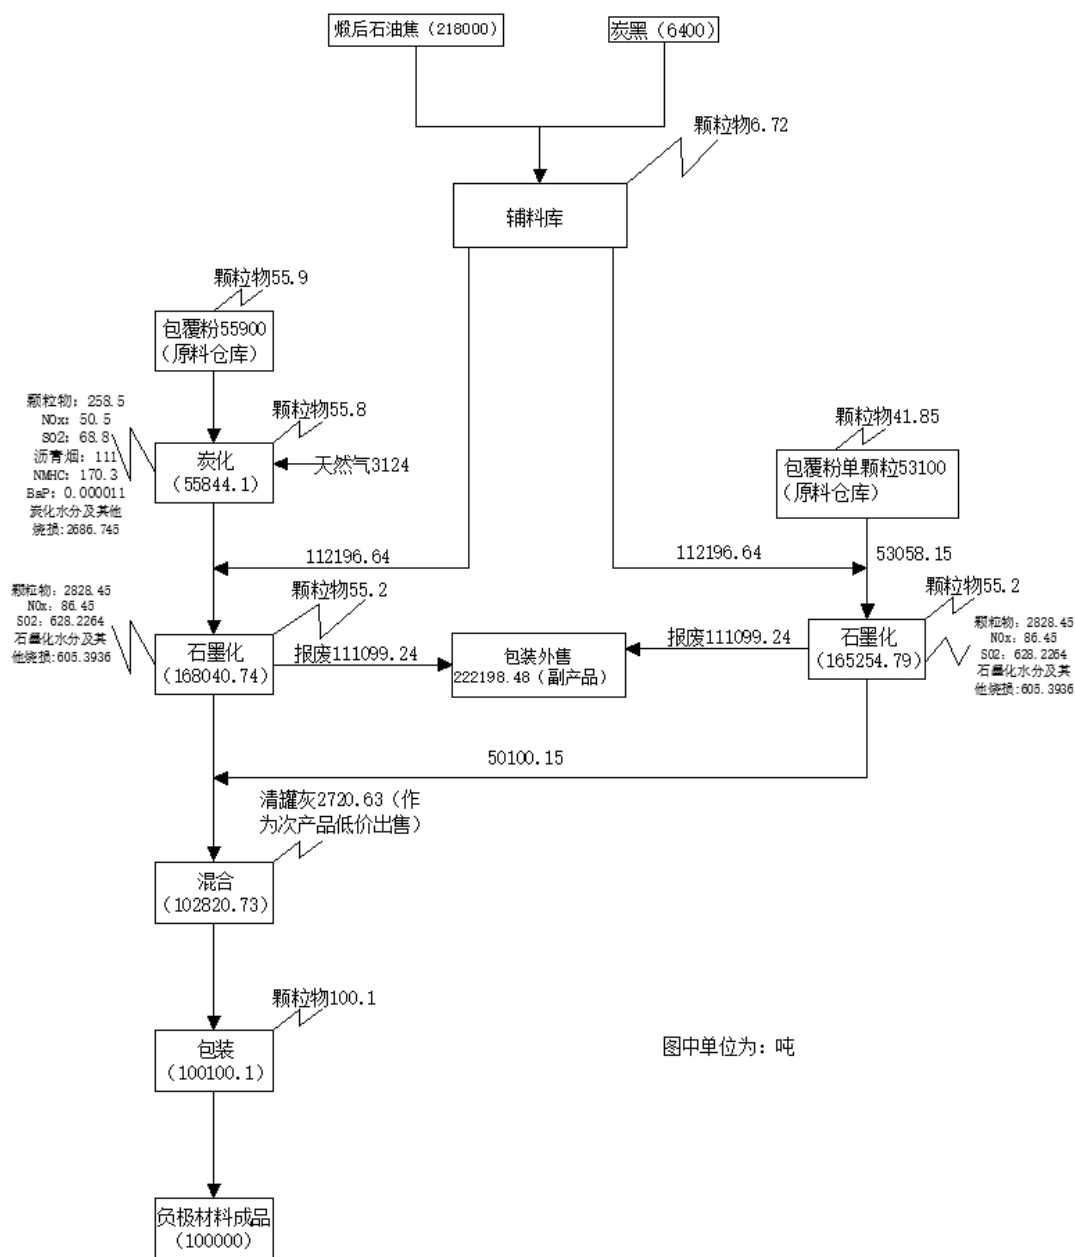 煅后石油焦（218000）
炭黑（6400）
颗粒物6.72
辅料库
颗粒物55.9
包覆粉55900
（原料仓库）
颗粒物：258.5
NOx：50.5
SO2：68.8
沥青烟：111
NMHC：170.3
BaP：0.000011
炭化水分及其他
烧损:2686.745
颗粒物55.8
炭化
（55844.1）
天然气3124
颗粒物41.85
包覆粉单颗粒53100
（原料仓库）
112196.64
112196.64
53058.15
颗粒物：2828.45
NOx：86.45
SO2：628.2264
石墨化水分及其
他烧损:605.3936
颗粒物55.2
石墨化
（168040.74）
报废111099.24
包装外售
222198.48（副产品）
报废111099.24
颗粒物55.2
石墨化
（165254.79）
颗粒物：2828.45
NOx：86.45
SO2：628.2264
石墨化水分及其
他烧损:605.3936
50100.15
清罐灰2720.63（作
为次产品低价出售）
混合
（102820.73）
颗粒物100.1
包装
（100100.1）
图中单位为：吨
负极材料成品
（100000）